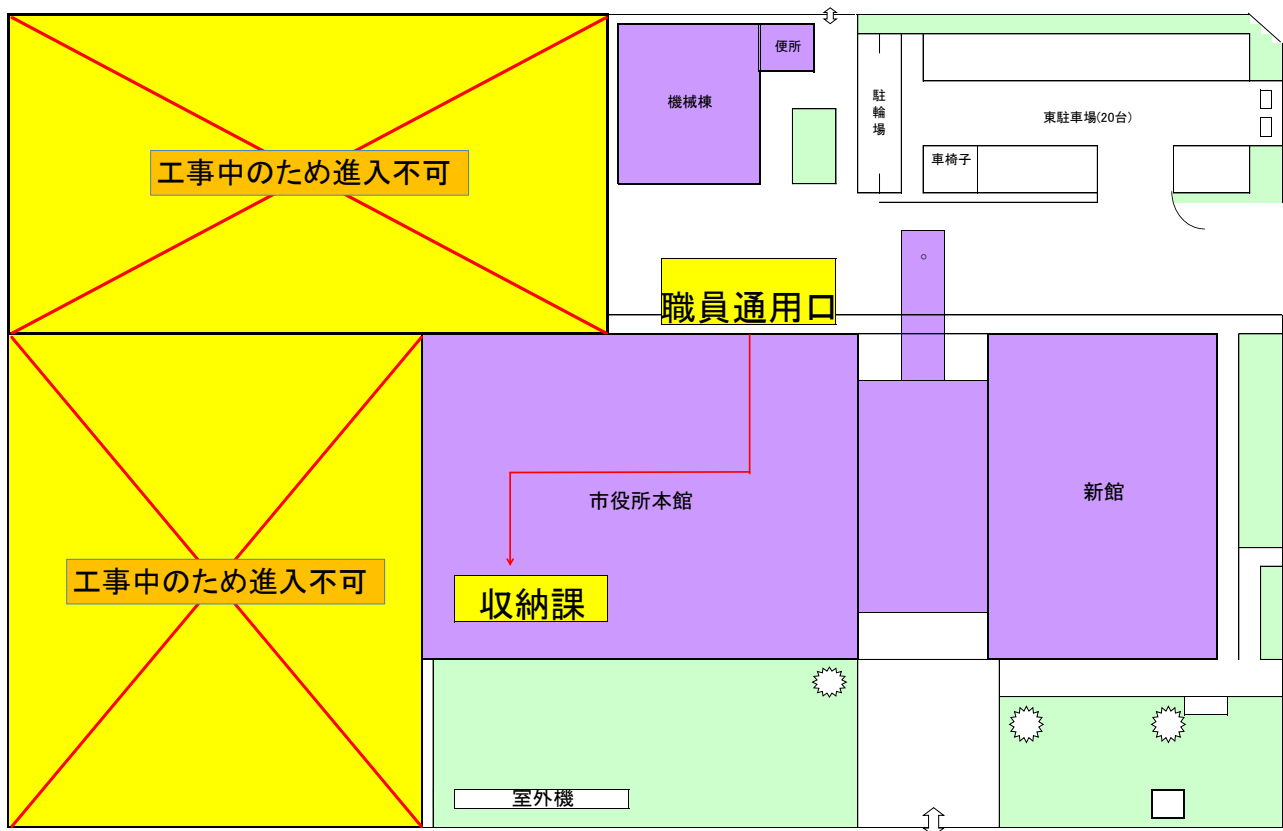 便所
機械棟
駐輪場
東駐車場(20台)
車椅子
工事中のため進入不可
職員通用口
市役所本館
新館
工事中のため進入不可
収納課
室外機